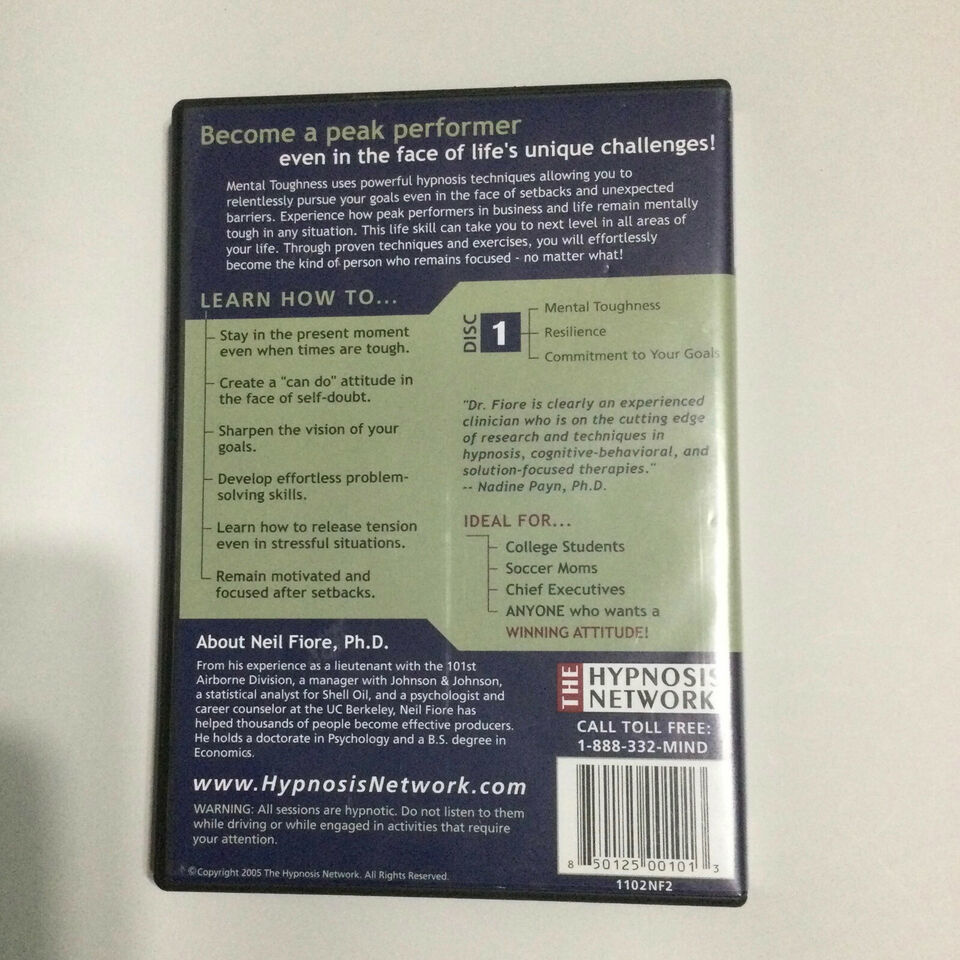 Become a peak performer
even in the face of life's unique challenges!
Mental Toughness uses powerful hypnosis techniques allowing you to
relentlessly pursue your goals even in the face of setbacks and unexpected
barriers. Experience how peak performers in business and life remain mentally
tough in any situation. This life skill can take you to next level in all areas of
your life. Through proven techniques and exercises, you will effortlessly
become the kind of person who remains focused - no matter what!
LEARN HOW TO...
Stay in the present moment
even when times are tough.
Create a "can do" attitude in
the face of self-doubt.
Sharpen the vision of your
goals.
Develop effortless problem-
solving skills.
Learn how to release tension
even in stressful situations.
Remain motivated and
focused after setbacks.
DISC 1
Mental Toughness
Resilience
Commitment to Your Goals
"Dr. Fiore is clearly an experienced
clinician who is on the cutting edge
of research and techniques in
hypnosis, cognitive-behavioral, and
solution-focused therapies."
-- Nadine Payn, Ph.D.
IDEAL FOR...
College Students
Soccer Moms
Chief Executives
ANYONE who wants a
WINNING ATTITUDE!
About Neil Fiore, Ph.D.
From his experience as a lieutenant with the 101st
Airborne Division, a manager with Johnson & Johnson,
a statistical analyst for Shell Oil, and a psychologist and
career counselor at the UC Berkeley, Neil Fiore has
helped thousands of people become effective producers.
He holds a doctorate in Psychology and a B.S. degree in
Economics.
www.HypnosisNetwork.com
WARNING: All sessions are hypnotic. Do not listen to them
while driving or while engaged in activities that require
your attention.
© Copyright 2005 The Hypnosis Network. All Rights Reserved.
THE HYPNOSIS
NETWORK
CALL TOLL FREE:
1-888-332-MIND
8 50125 00101 3
1102NF2